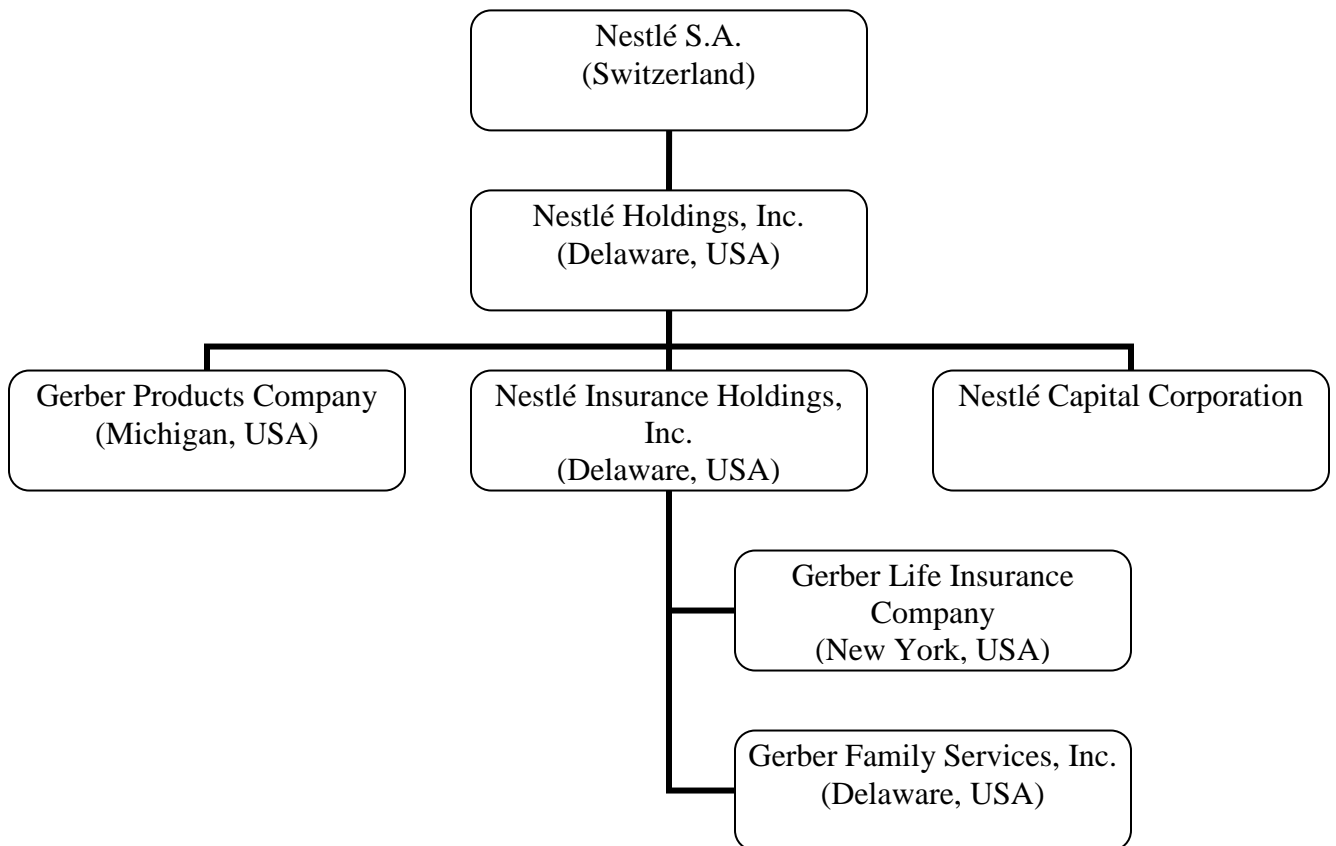 Nestlé S.A.
(Switzerland)
Nestlé Holdings, Inc.
(Delaware, USA)
Gerber Products Company
(Michigan, USA)
Nestlé Insurance Holdings,
Inc.
(Delaware, USA)
Nestlé Capital Corporation
Gerber Life Insurance
Company
(New York, USA)
Gerber Family Services, Inc.
(Delaware, USA)